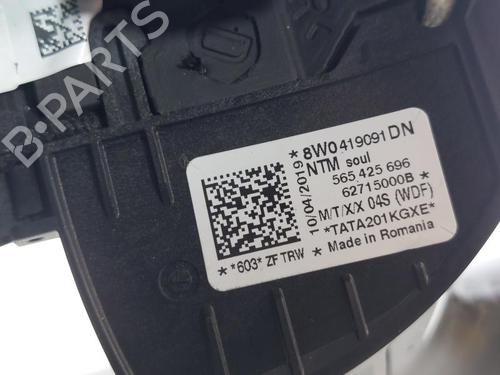 *8W0419091DN
NTM soul
565 425 696
62715000B*
10/M/T/X/X 04S (WDF)
*TATA201KGXE*
* Made in Romania
10/04/2019
* *603* ZF TRW
B-PARTS